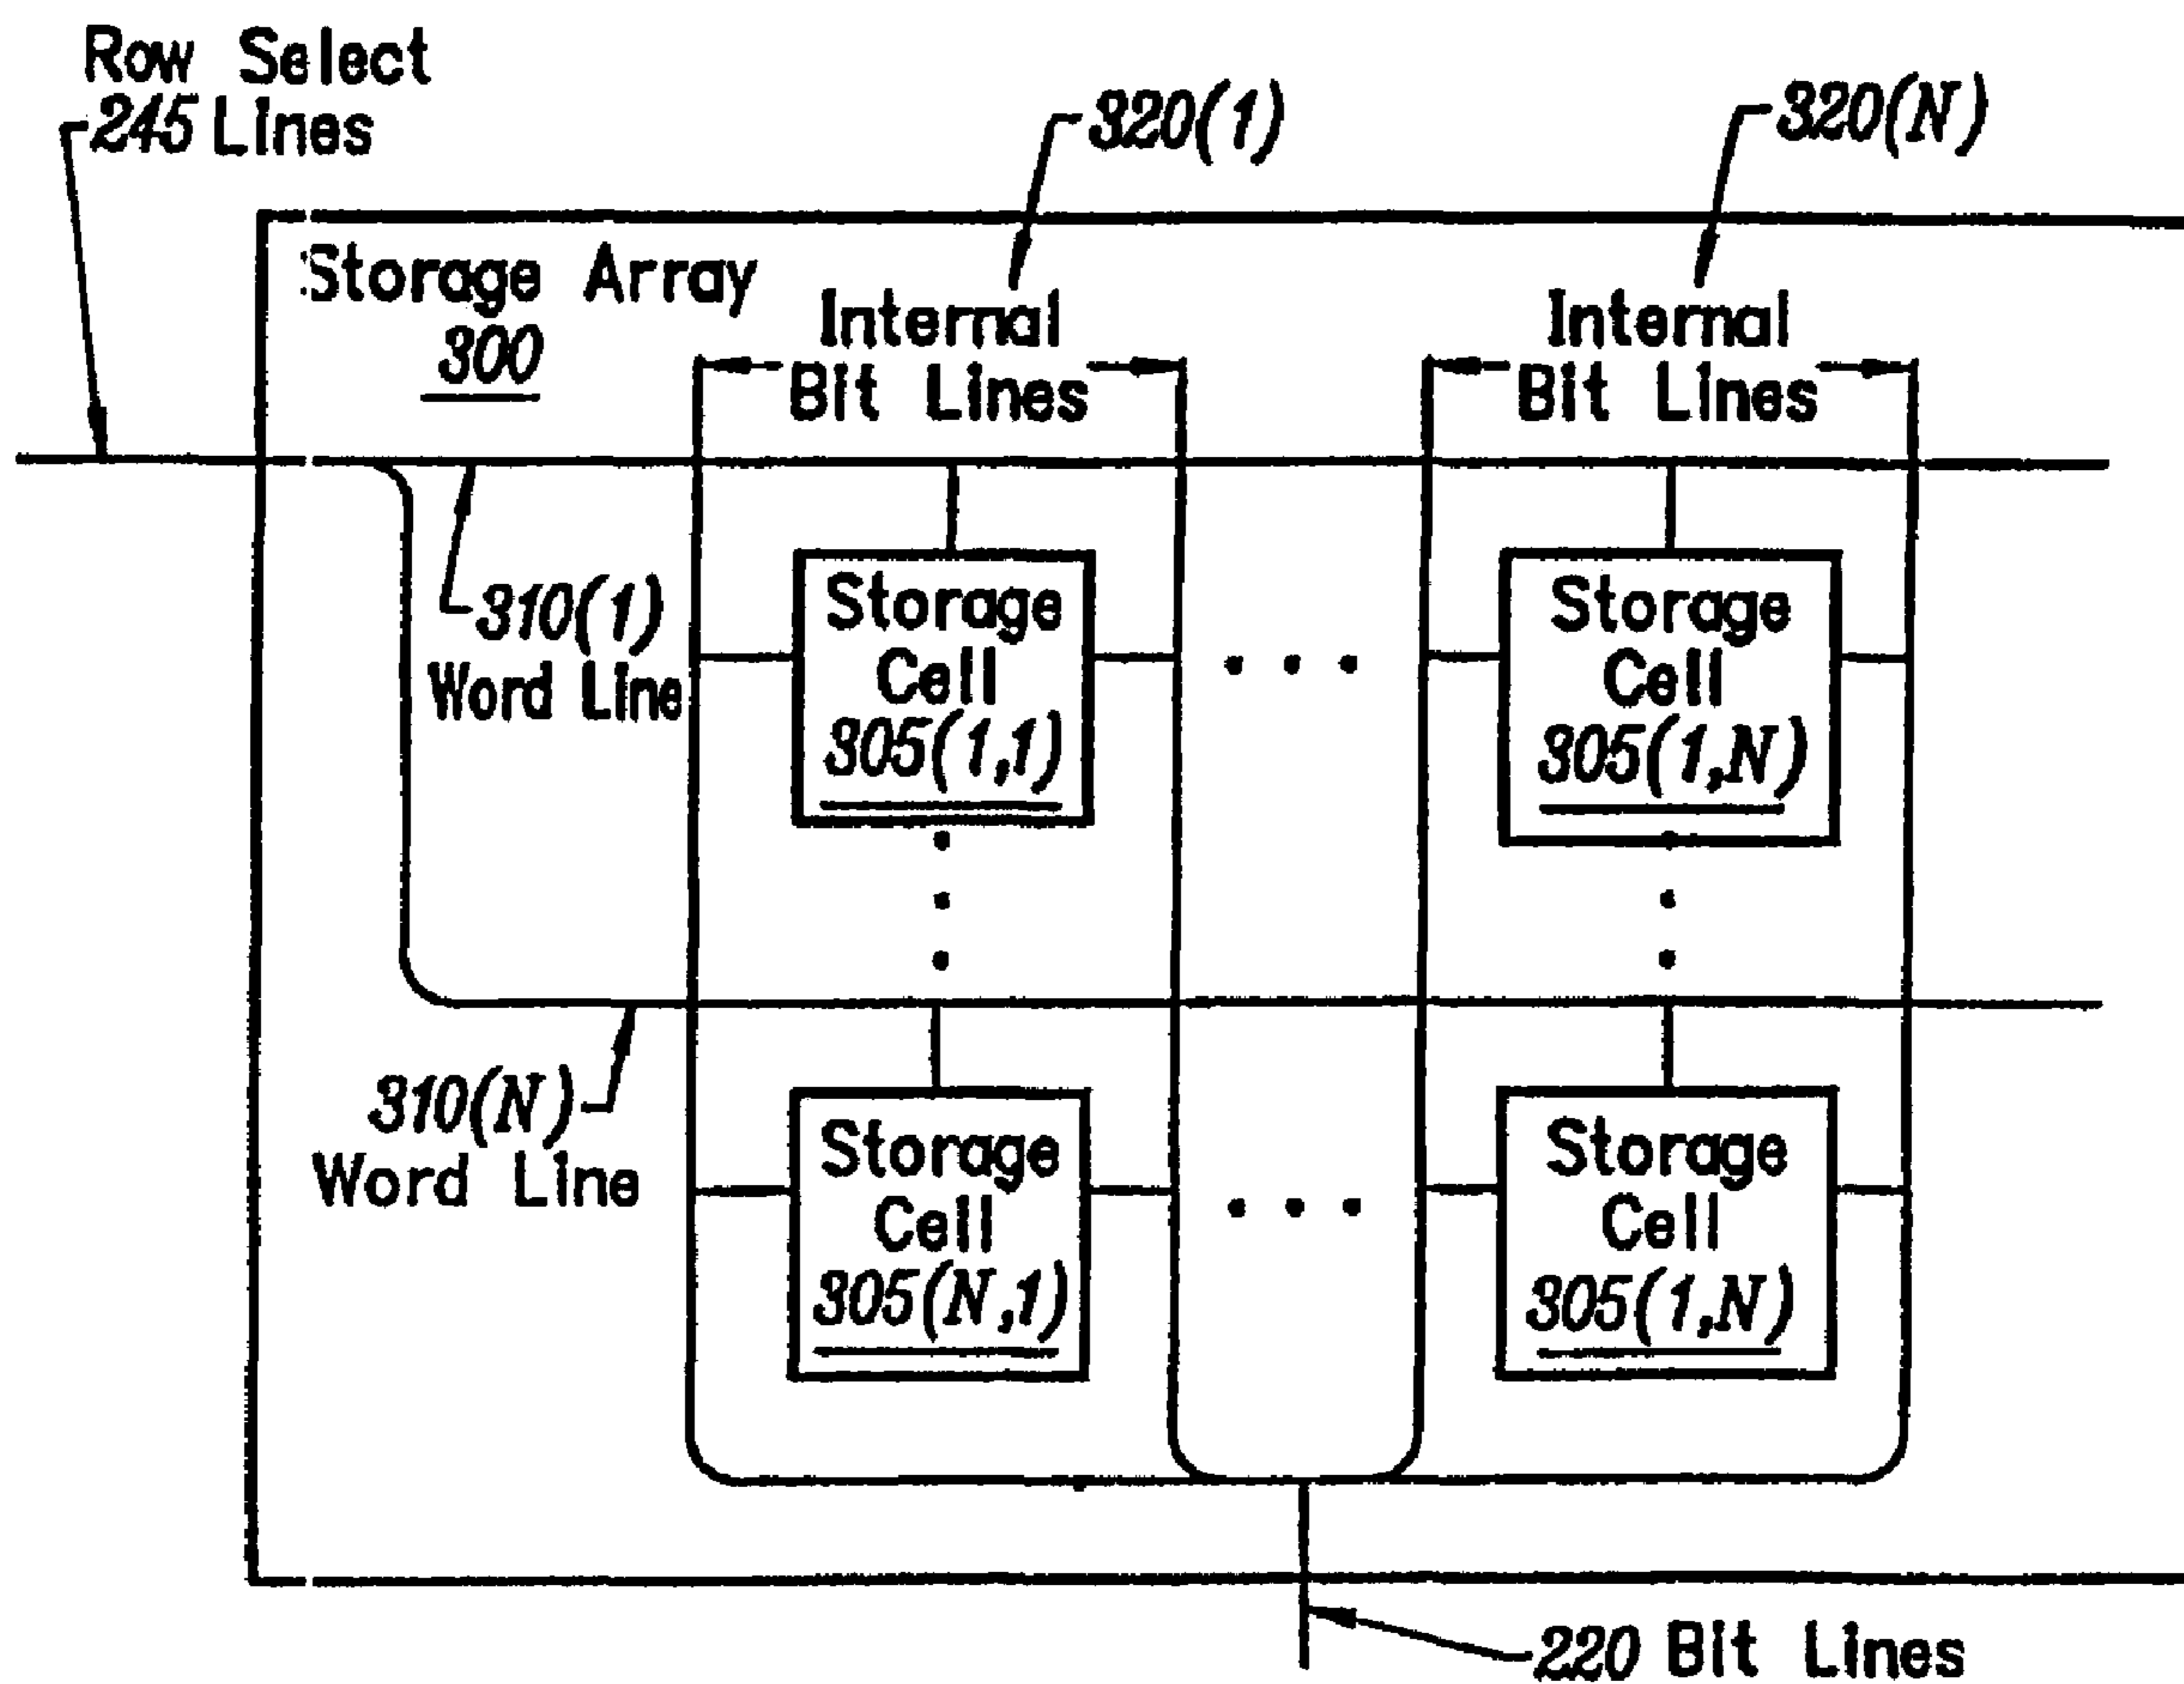 Row Select
245 Lines
320(1)
320(N)
Storage Array
300
Internal
Bit Lines
Internal
Bit Lines
310(1)
Word Line
Storage
Cell
305(1,1)
Storage
Cell
305(1,N)
310(N)
Word Line
Storage
Cell
305(N,1)
Storage
Cell
305(1,N)
220 Bit Lines